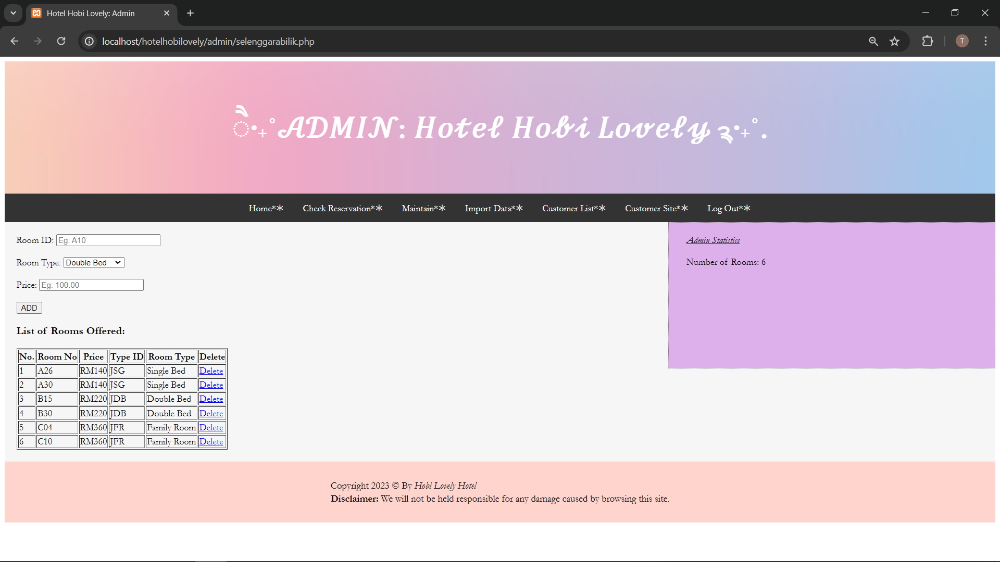 Hotel Hobi Lovely: Admin
localhost/hotelhobilovely/admin/selenggarabilik.php
T
ADMIN: Hotel Hobi Lovely
Home*✲ Check Reservation*✲ Maintain*✲ Import Data*✲ Customer List*✲ Customer Site*✲ Log Out*✲
Room ID: Eg: A10
Room Type: Double Bed
Price: Eg: 100.00
ADD
Admin Statistics
Number of Rooms: 6
List of Rooms Offered:
No. Room No Price Type ID Room Type Delete
1 A26 RM140 JSG Single Bed Delete
2 A30 RM140 JSG Single Bed Delete
3 B15 RM220 JDB Double Bed Delete
4 B30 RM220 JDB Double Bed Delete
5 C04 RM360 JFR Family Room Delete
6 C10 RM360 JFR Family Room Delete
Copyright 2023 © By Hobi Lovely Hotel
Disclaimer: We will not be held responsible for any damage caused by browsing this site.